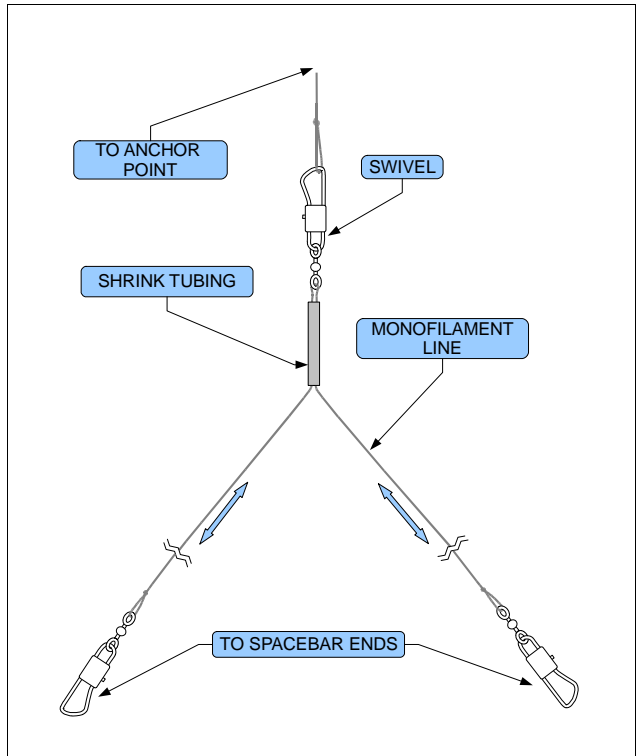 TO ANCHOR
POINT
SWIVEL
SHRINK TUBING
MONOFILAMENT
LINE
TO SPACEBAR ENDS